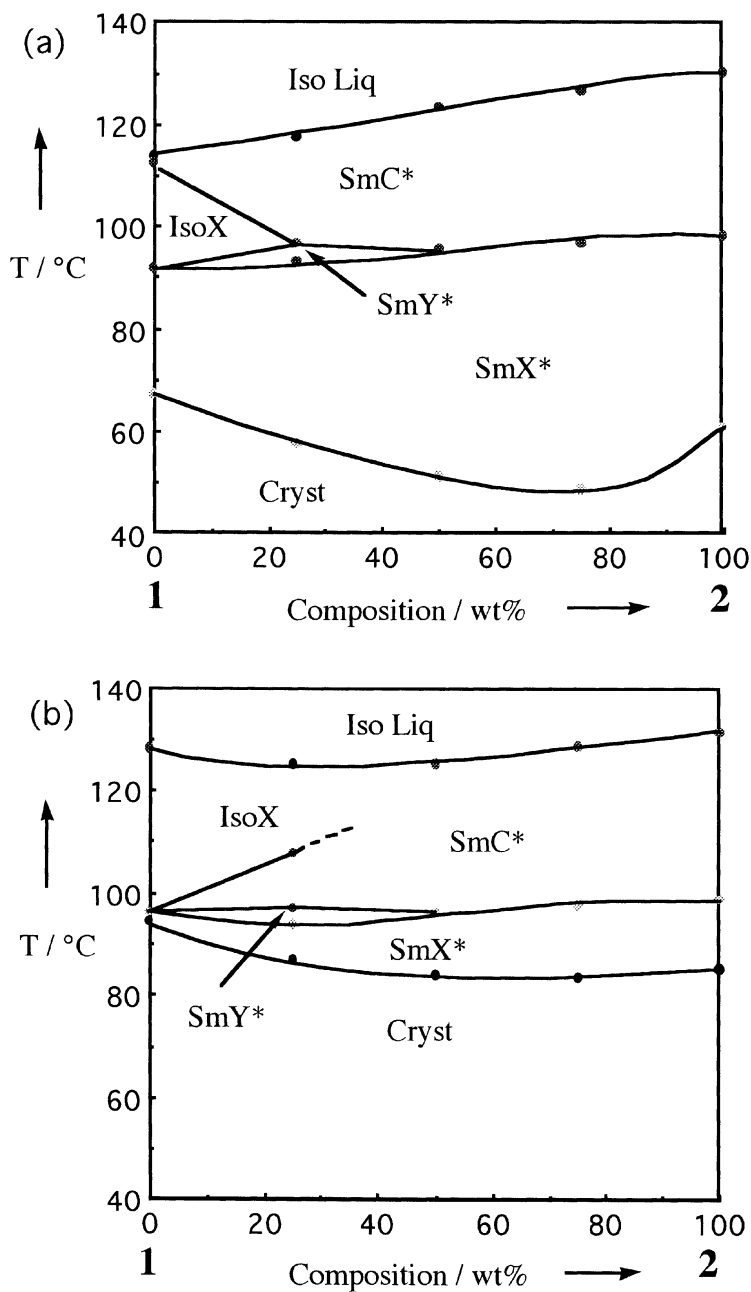 (a)
140
120
100
80
60
40
T / °C
Iso Liq
SmC*
IsoX
SmY*
SmX*
Cryst
0 20 40 60 80 100
1 Composition / wt% 2
(b)
140
120
100
80
60
40
T / °C
Iso Liq
IsoX
SmC*
SmX*
SmY*
Cryst
0 20 40 60 80 100
1 Composition / wt% 2